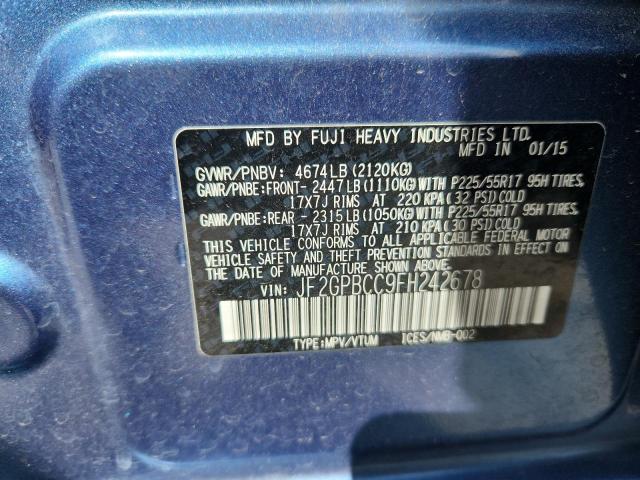 MFD BY FUJI HEAVY INDUSTRIES LTD.
MFD IN 01/15
GVWR/PNBV: 4674LB(2120KG)
GAWR/PNBE:FRONT- 2447LB(1110KG)WITH P225/55R17 95H TIRES,
17X7J RIMS AT 220 KPA(32 PSI)COLD
GAWR/PNBE:REAR - 2315LB(1050KG)WITH P225/55R17 95H TIRES,
17X7J RIMS AT 210 KPA(30 PSI)COLD
THIS VEHICLE CONFORMS TO ALL APPLICABLE FEDERAL MOTOR
VEHICLE SAFETY AND THEFT PREVENTION STANDARDS IN EFFECT ON
THE DATE OF MANUFACTURE SHOWN ABOVE.
VIN: JF2GPBCC9FH242678
TYPE:MPV/VTUM ICES/NMB-002